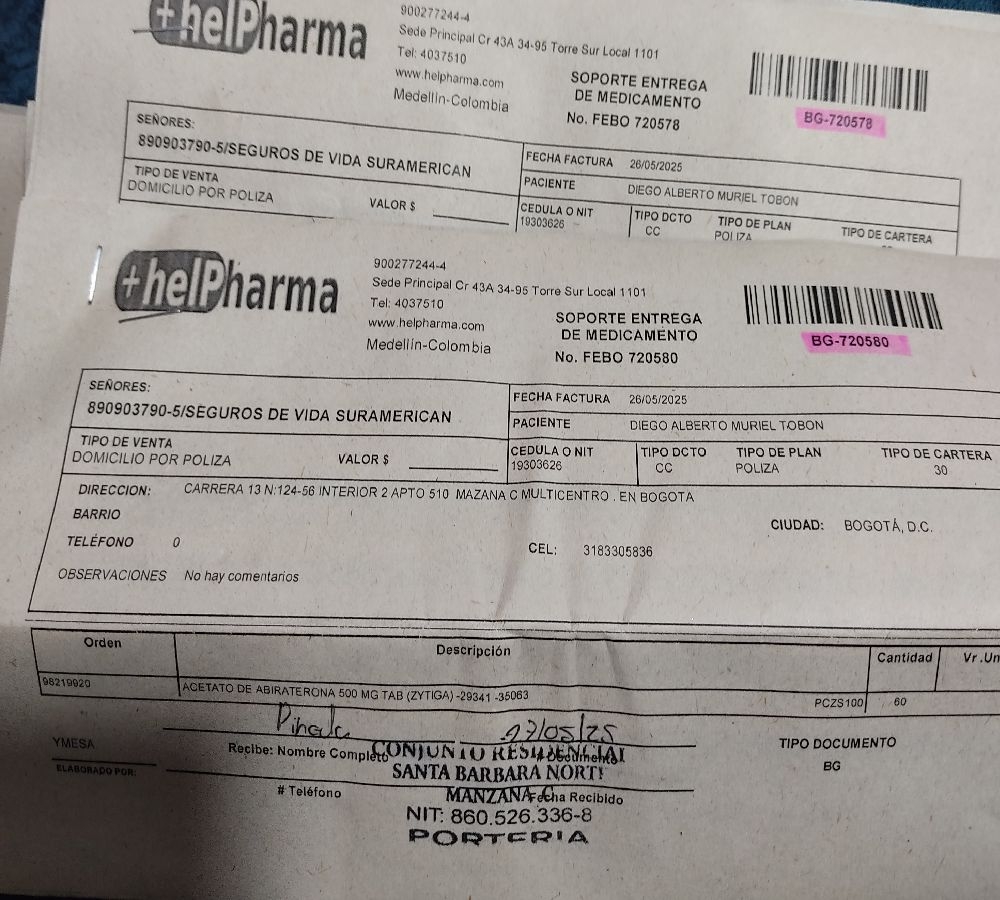 +helPharma
900277244-4
Sede Principal Cr 43A 34-95 Torre Sur Local 1101
Tel: 4037510
www.helpharma.com
Medellín-Colombia
SOPORTE ENTREGA
DE MEDICAMENTO
No. FEBO 720578
BG-720578
SEÑORES:
890903790-5/SEGUROS DE VIDA SURAMERICAN
FECHA FACTURA 26/05/2025
PACIENTE DIEGO ALBERTO MURIEL TOBON
TIPO DE VENTA
DOMICILIO POR POLIZA
VALOR $
CEDULA O NIT
19303626
TIPO DCTO
CC
TIPO DE PLAN
POLIZA
TIPO DE CARTERA
+helPharma
900277244-4
Sede Principal Cr 43A 34-95 Torre Sur Local 1101
Tel: 4037510
www.helpharma.com
Medellín-Colombia
SOPORTE ENTREGA
DE MEDICAMENTO
No. FEBO 720580
BG-720580
SEÑORES:
890903790-5/SEGUROS DE VIDA SURAMERICAN
FECHA FACTURA 26/05/2025
PACIENTE DIEGO ALBERTO MURIEL TOBON
TIPO DE VENTA
DOMICILIO POR POLIZA
VALOR $
CEDULA O NIT
19303626
TIPO DCTO
CC
TIPO DE PLAN
POLIZA
TIPO DE CARTERA
30
DIRECCION: CARRERA 13 N:124-56 INTERIOR 2 APTO 510 MAZANA C MULTICENTRO . EN BOGOTA
BARRIO
CIUDAD: BOGOTÁ, D.C.
TELÉFONO 0
CEL: 3183305836
OBSERVACIONES No hay comentarios
Orden Descripción Cantidad Vr.Un
98219920 ACETATO DE ABIRATERONA 500 MG TAB (ZYTIGA) -29341 -35063 PCZS100 60
27/05/25
YMESA
ELABORADO POR:
Recibe: Nombre Completo
# Documento
TIPO DOCUMENTO
BG
CONJUNTO RESIDENCIAL
SANTA BARBARA NORTE
# Teléfono
MANZANA C
Fecha Recibido
NIT: 860.526.336-8
PORTERIA